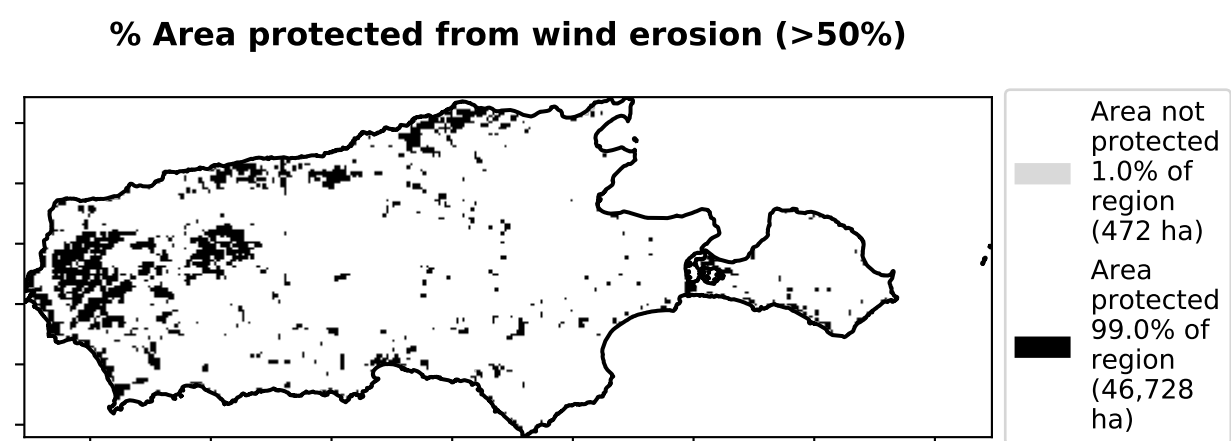 % Area protected from wind erosion (>50%)
Area not
protected
1.0% of
region
(472 ha)
Area
protected
99.0% of
region
(46,728
ha)